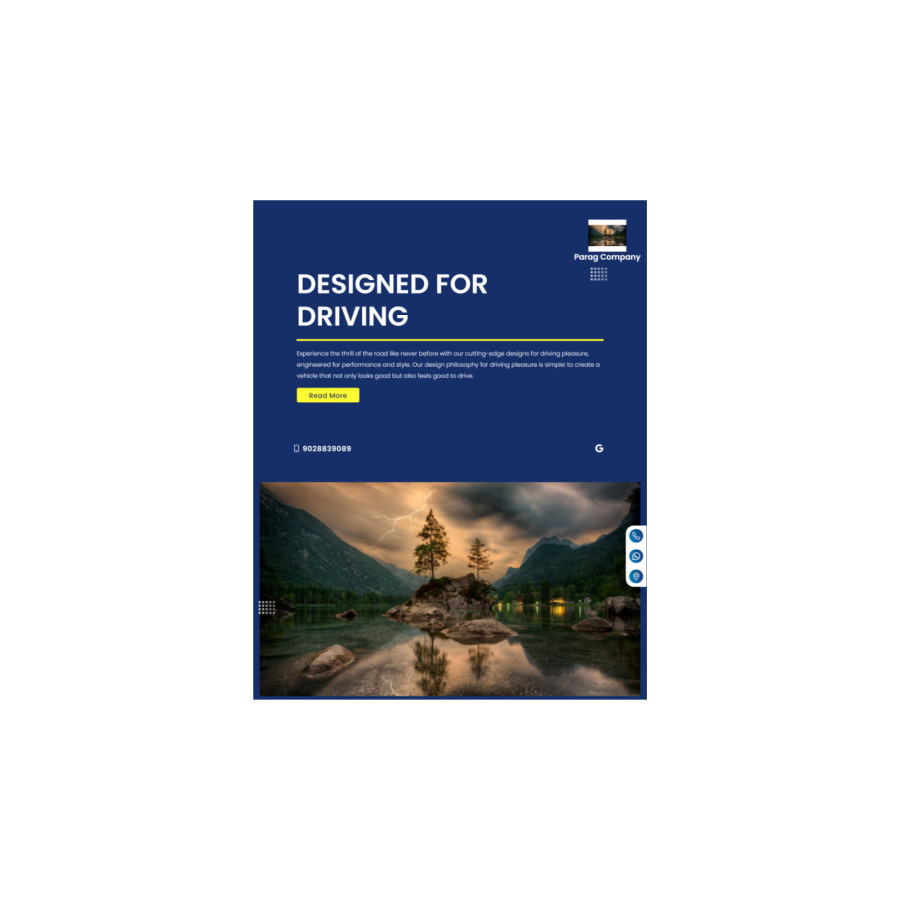 Parag Company
DESIGNED FOR
DRIVING
Experience the thrill of the road like never before with our cutting-edge designs for driving pleasure,
engineered for performance and style. Our design philosophy for driving pleasure is simple: to create a
vehicle that not only looks good but also feels good to drive.
Read More
9028839089
G